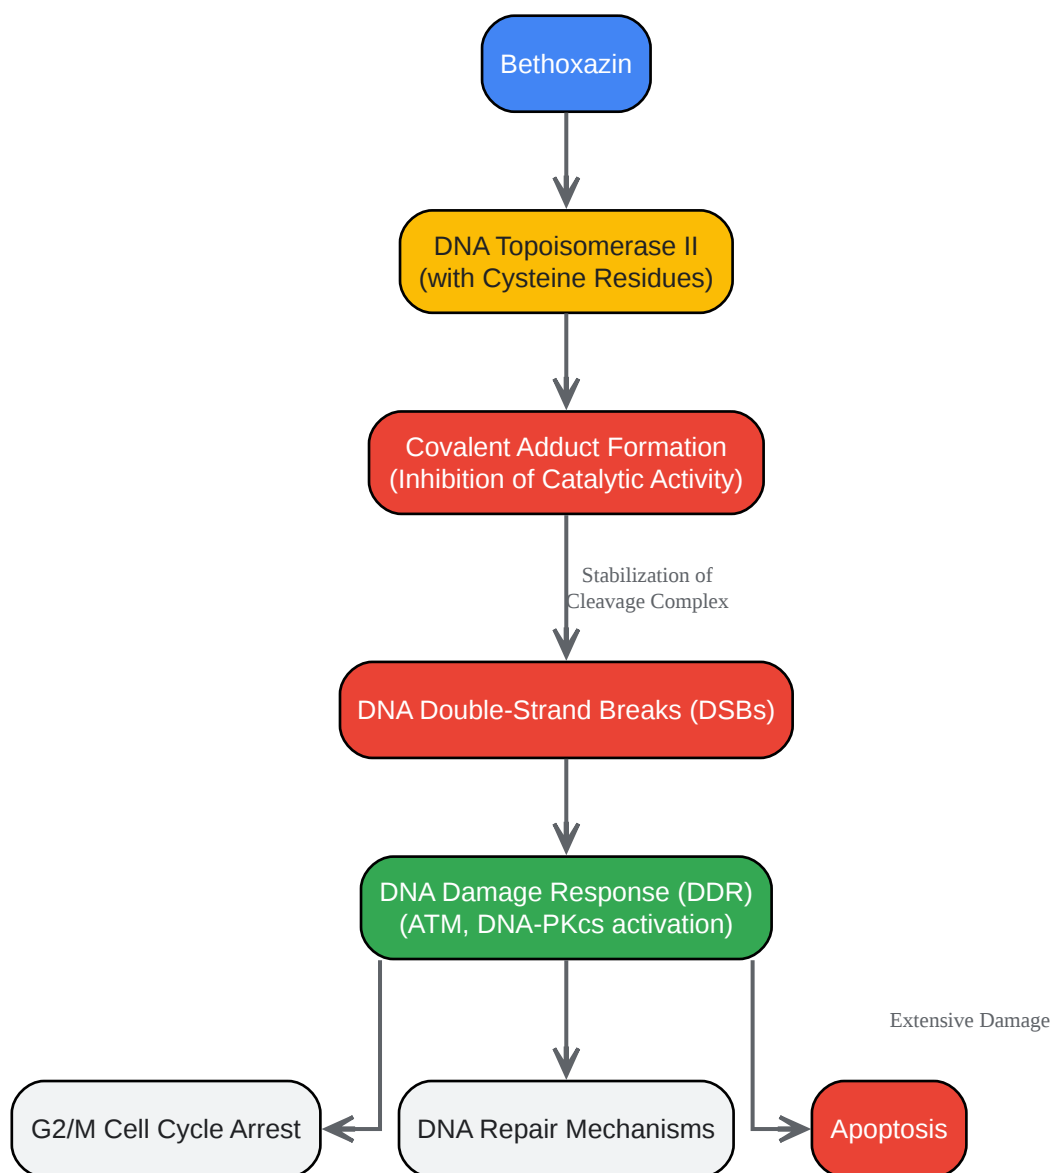 Bethoxazin
DNA Topoisomerase II
(with Cysteine Residues)
Covalent Adduct Formation
(Inhibition of Catalytic Activity)
Stabilization of
Cleavage Complex
DNA Double-Strand Breaks (DSBs)
DNA Damage Response (DDR)
(ATM, DNA-PKcs activation)
Extensive Damage
G2/M Cell Cycle Arrest
DNA Repair Mechanisms
Apoptosis